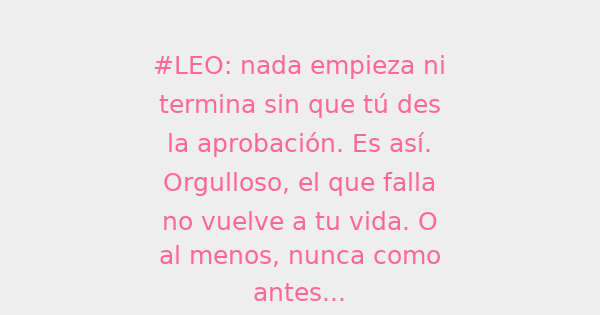 #LEO: nada empieza ni
termina sin que tú des
la aprobación. Es así.
Orgulloso, el que falla
no vuelve a tu vida. O
al menos, nunca como
antes...